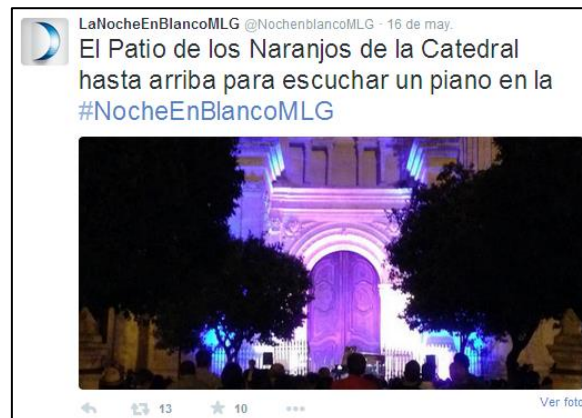 LaNocheEnBlancoMLG @NochenblancoMLG · 16 de may.
El Patio de los Naranjos de la Catedral
hasta arriba para escuchar un piano en la
#NocheEnBlancoMLG
13 10
Ver foto